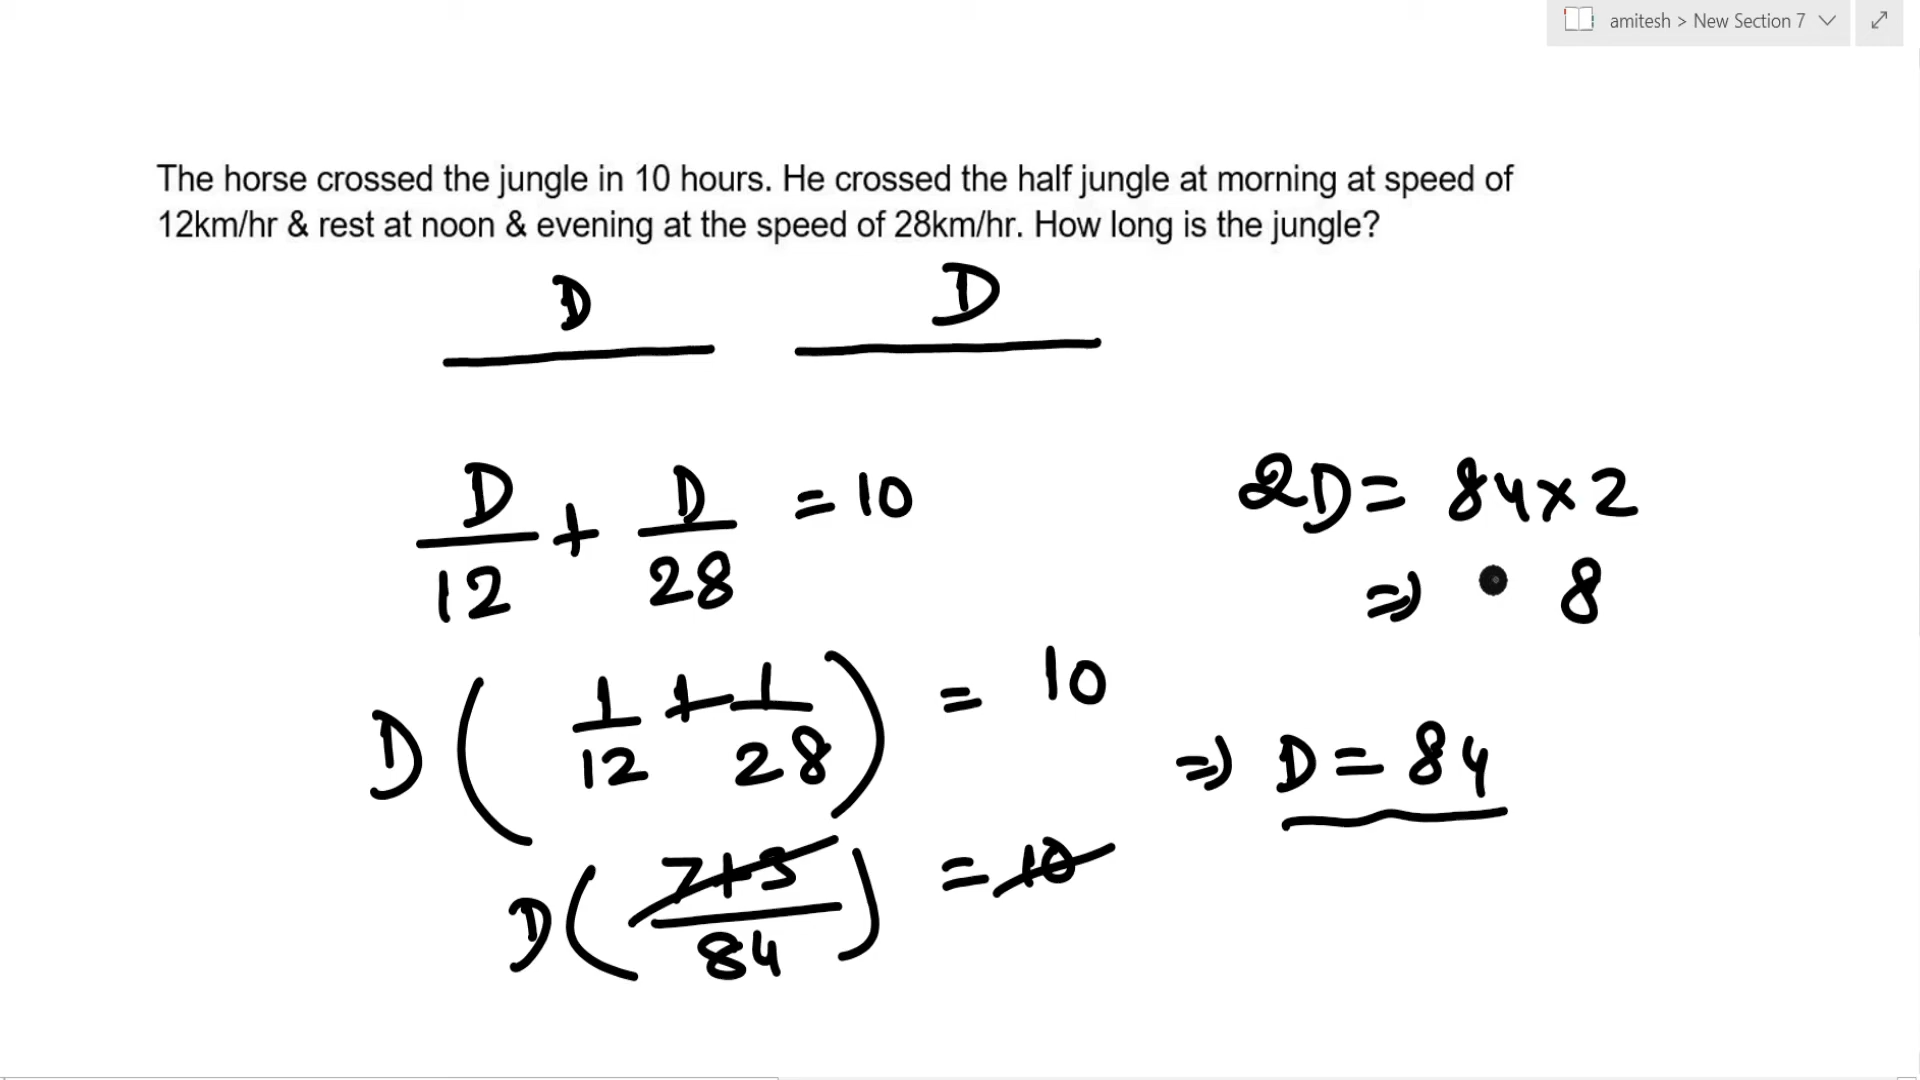 amitesh > New Section 7
The horse crossed the jungle in 10 hours. He crossed the half jungle at morning at speed of
12km/hr & rest at noon & evening at the speed of 28km/hr. How long is the jungle?
D D
D/12 + D/28 = 10
D ( 1/12 + 1/28 ) = 10
D ( 7+3/84 ) = 10
2D = 84 x 2
=> 8
=> D = 84